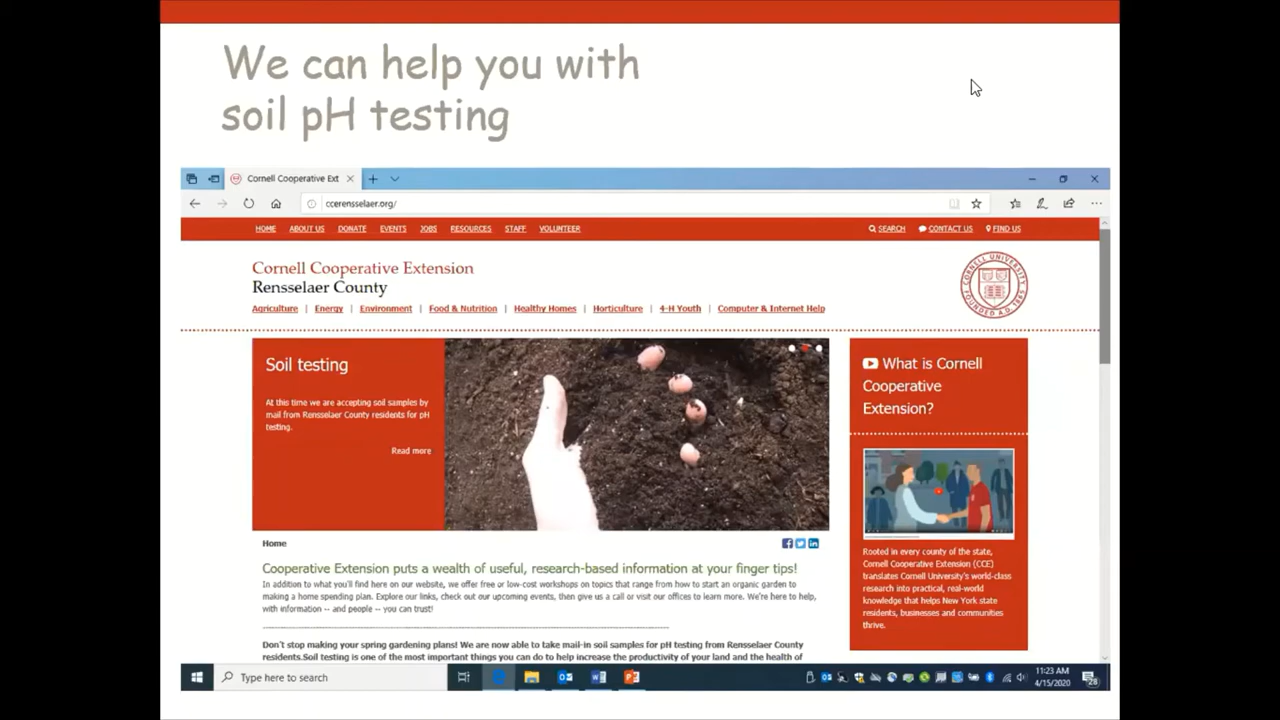 We can help you with
soil pH testing
Cornell Cooperative Ext
ccerensselaer.org/
HOME ABOUT US DONATE EVENTS JOBS RESOURCES STAFF VOLUNTEER SEARCH CONTACT US FIND US
Cornell Cooperative Extension
Rensselaer County
Agriculture | Energy | Environment | Food & Nutrition | Healthy Homes | Horticulture | 4-H Youth | Computer & Internet Help
Soil testing
At this time we are accepting soil samples by
mail from Rensselaer County residents for pH
testing.
Read more
What is Cornell
Cooperative
Extension?
Rooted in every county of the state,
Cornell Cooperative Extension (CCE)
translates Cornell University's world-class
research into practical, real-world
knowledge that helps New York state
residents, businesses and communities
thrive.
Home
Cooperative Extension puts a wealth of useful, research-based information at your finger tips!
In addition to what you'll find here on our website, we offer free or low-cost workshops on topics that range from how to start an organic garden to
making a home spending plan. Explore our links, check out our upcoming events, then give us a call or visit our offices to learn more. We're here to help,
with information -- and people -- you can trust!
Don't stop making your spring gardening plans! We are now able to take mail-in soil samples for pH testing from Rensselaer County
residents.Soil testing is one of the most important things you can do to help increase the productivity of your land and the health of
Type here to search
11:23 AM
4/15/2020
28